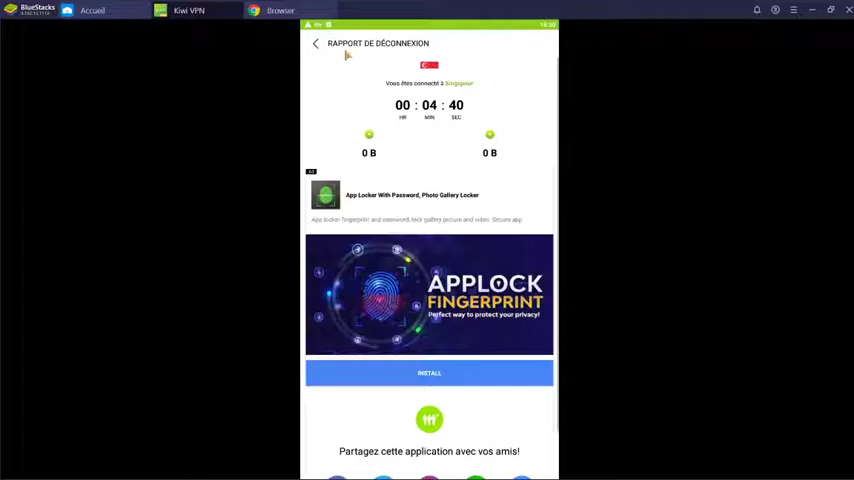 BlueStacks
Accueil
Kiwi VPN
Browser
18:30
RAPPORT DE DÉCONNEXION
Vous êtes connecté à Singapour
00 : 04 : 40
HR MIN SEC
0 B 0 B
Ad
App Locker With Password, Photo Gallery Locker
App locker fingerprint and password, lock gallery picture and video. Secure app
APPLOCK
FINGERPRINT
Perfect way to protect your privacy!
INSTALL
Partagez cette application avec vos amis!